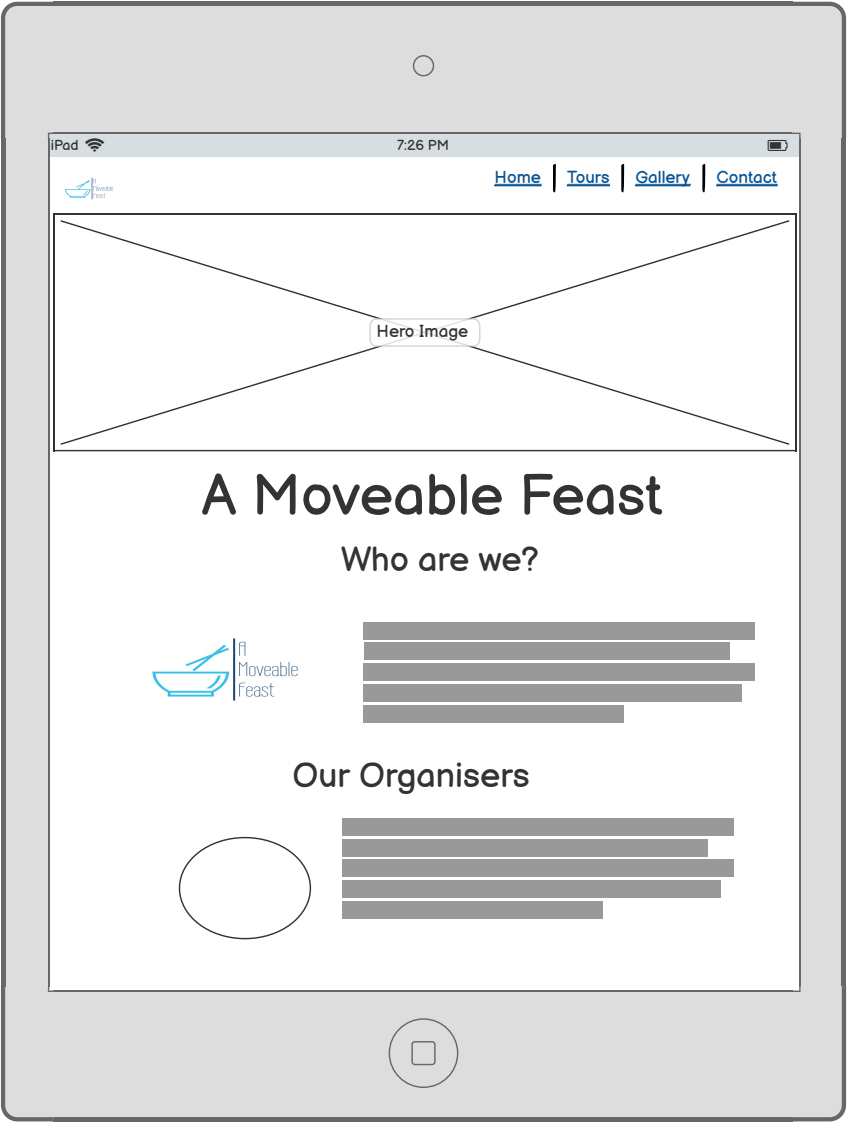 iPad 7:26 PM
A
Moveable
Feast
Home Tours Gallery Contact
Hero Image
A Moveable Feast
Who are we?
A
Moveable
Feast
Our Organisers